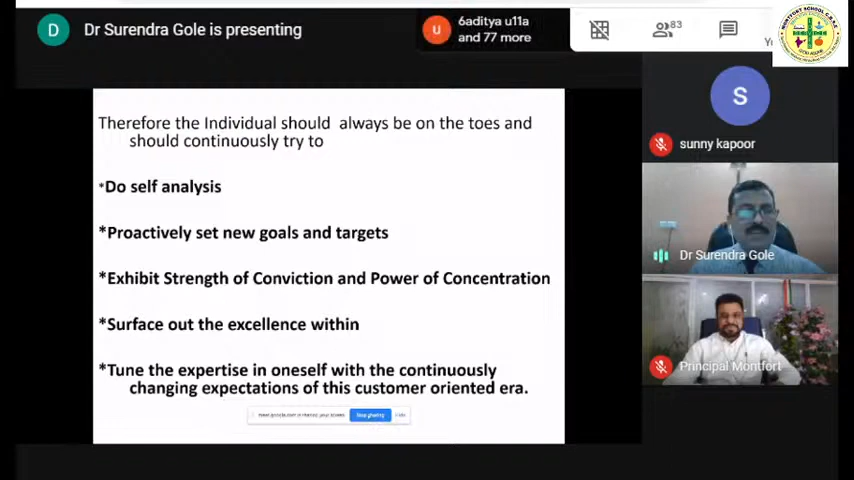 D Dr Surendra Gole is presenting
u 6aditya u11a
and 77 more
83
MONTFORT SCHOOL
Therefore the Individual should always be on the toes and
should continuously try to
*Do self analysis
*Proactively set new goals and targets
*Exhibit Strength of Conviction and Power of Concentration
*Surface out the excellence within
*Tune the expertise in oneself with the continuously
changing expectations of this customer oriented era.
Stop sharing
S
sunny kapoor
Dr Surendra Gole
Principal Montfort